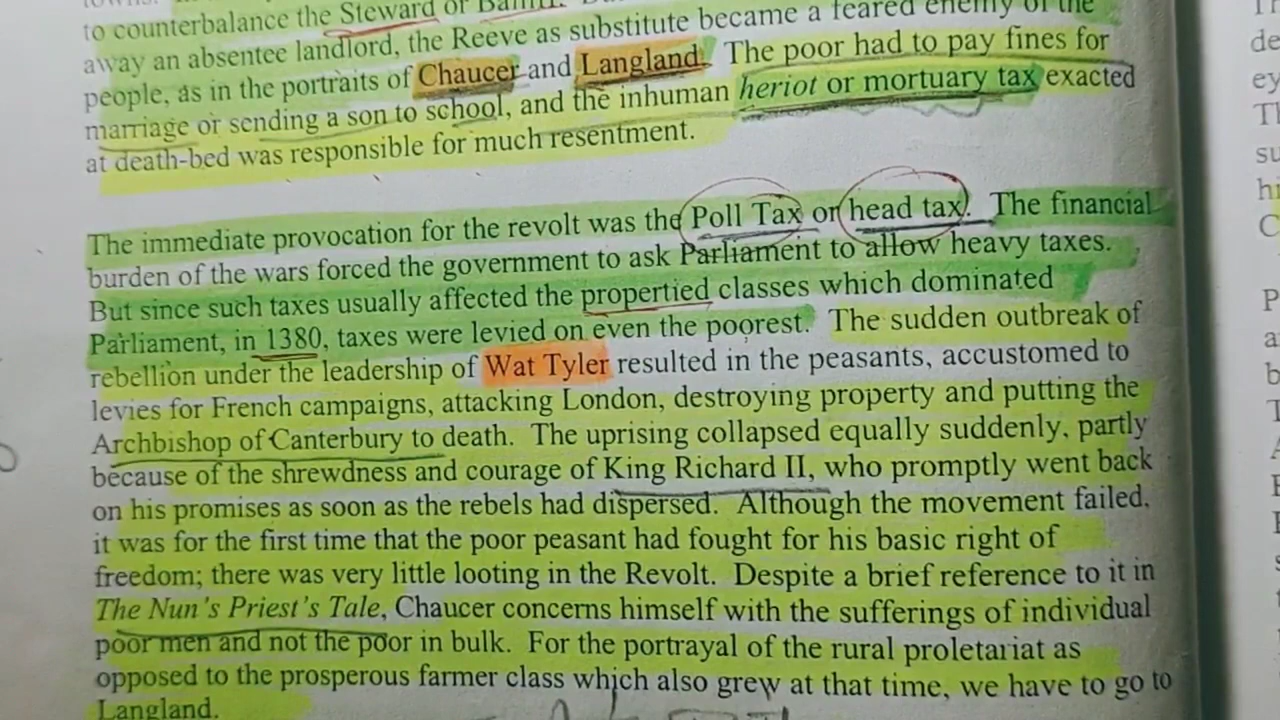 to counterbalance the Steward or Bailiff.
away an absentee landlord, the Reeve as substitute became a feared enemy of the
people, as in the portraits of Chaucer and Langland. The poor had to pay fines for
marriage or sending a son to school, and the inhuman heriot or mortuary tax exacted
at death-bed was responsible for much resentment.
The immediate provocation for the revolt was the Poll Tax or head tax. The financial
burden of the wars forced the government to ask Parliament to allow heavy taxes.
But since such taxes usually affected the propertied classes which dominated
Parliament, in 1380, taxes were levied on even the poorest. The sudden outbreak of
rebellion under the leadership of Wat Tyler resulted in the peasants, accustomed to
levies for French campaigns, attacking London, destroying property and putting the
Archbishop of Canterbury to death. The uprising collapsed equally suddenly, partly
because of the shrewdness and courage of King Richard II, who promptly went back
on his promises as soon as the rebels had dispersed. Although the movement failed,
it was for the first time that the poor peasant had fought for his basic right of
freedom; there was very little looting in the Revolt. Despite a brief reference to it in
The Nun's Priest's Tale, Chaucer concerns himself with the sufferings of individual
poor men and not the poor in bulk. For the portrayal of the rural proletariat as
opposed to the prosperous farmer class which also grew at that time, we have to go to
Langland.